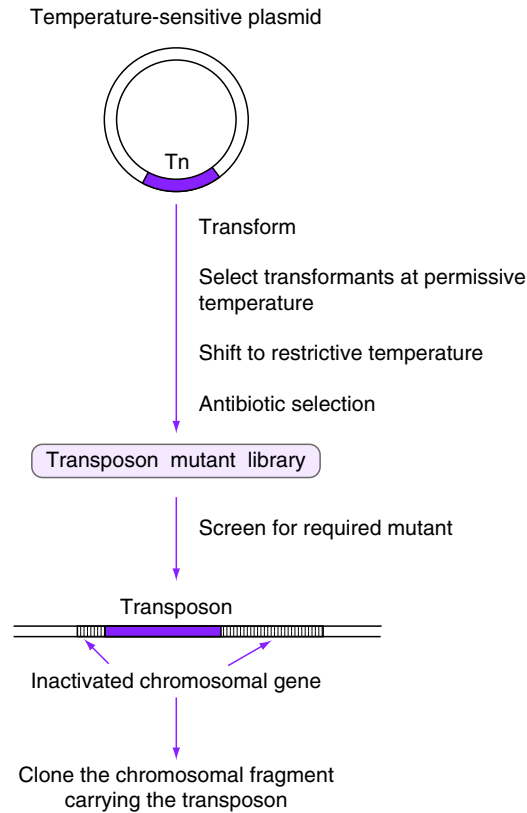 Temperature-sensitive plasmid
Tn
Transform
Select transformants at permissive
temperature
Shift to restrictive temperature
Antibiotic selection
Transposon mutant library
Screen for required mutant
Transposon
Inactivated chromosomal gene
Clone the chromosomal fragment
carrying the transposon